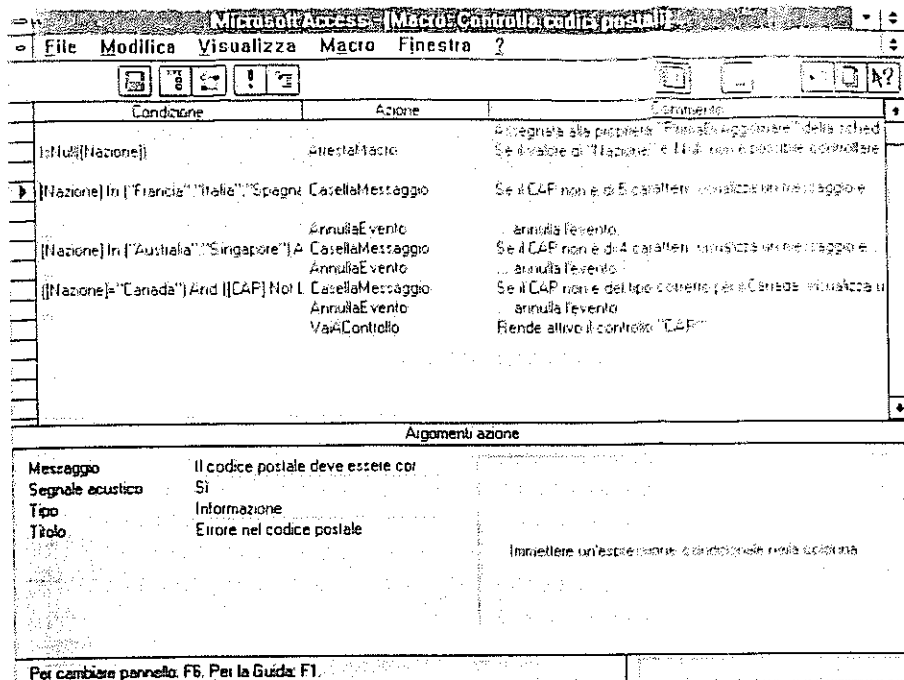 Microsoft Access - [Macro: Controlla codici postali]
File Modifica Visualizza Macro Finestra ?
Condizione Azione Commento
Assegnata alla proprietà "PrimaDiAggiornare" della sched
IsNull([Nazione]) ArrestaMacro Se il valore di "Nazione" è Null non è possibile controllare
[Nazione] In ("Francia";"Italia";"Spagna CasellaMessaggio Se il CAP non è di 5 caratteri visualizza un messaggio e
AnnullaEvento ... annulla l'evento.
[Nazione] In ("Australia";"Singapore") A CasellaMessaggio Se il CAP non è di 4 caratteri visualizza un messaggio e...
AnnullaEvento ... annulla l'evento.
([Nazione]="Canada") And ([CAP] Not L CasellaMessaggio Se il CAP non è del tipo corretto per il Canada visualizza u
AnnullaEvento ... annulla l'evento
VaiAControllo Rende attivo il controllo "CAP"
Argomenti azione
Messaggio Il codice postale deve essere cor
Segnale acustico Sì
Tipo Informazione
Titolo Errore nel codice postale
Immettere un'espressione condizionale nella colonna
Per cambiare pannello: F6. Per la Guida: F1.